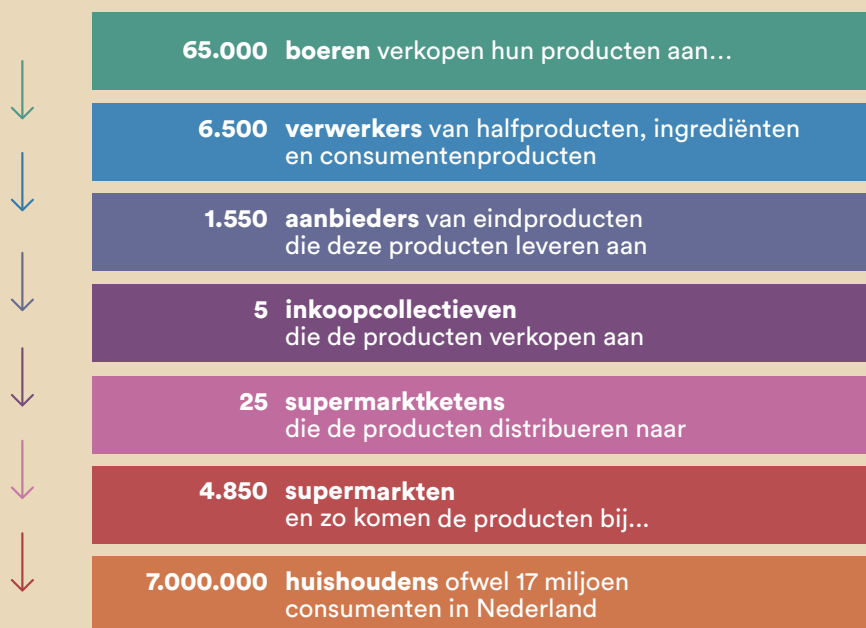 65.000 boeren verkopen hun producten aan...
6.500 verwerkers van halfproducten, ingrediënten
en consumentenproducten
1.550 aanbieders van eindproducten
die deze producten leveren aan
5 inkoopcollectieven
die de producten verkopen aan
25 supermarktketens
die de producten distribueren naar
4.850 supermarkten
en zo komen de producten bij...
7.000.000 huishoudens ofwel 17 miljoen
consumenten in Nederland